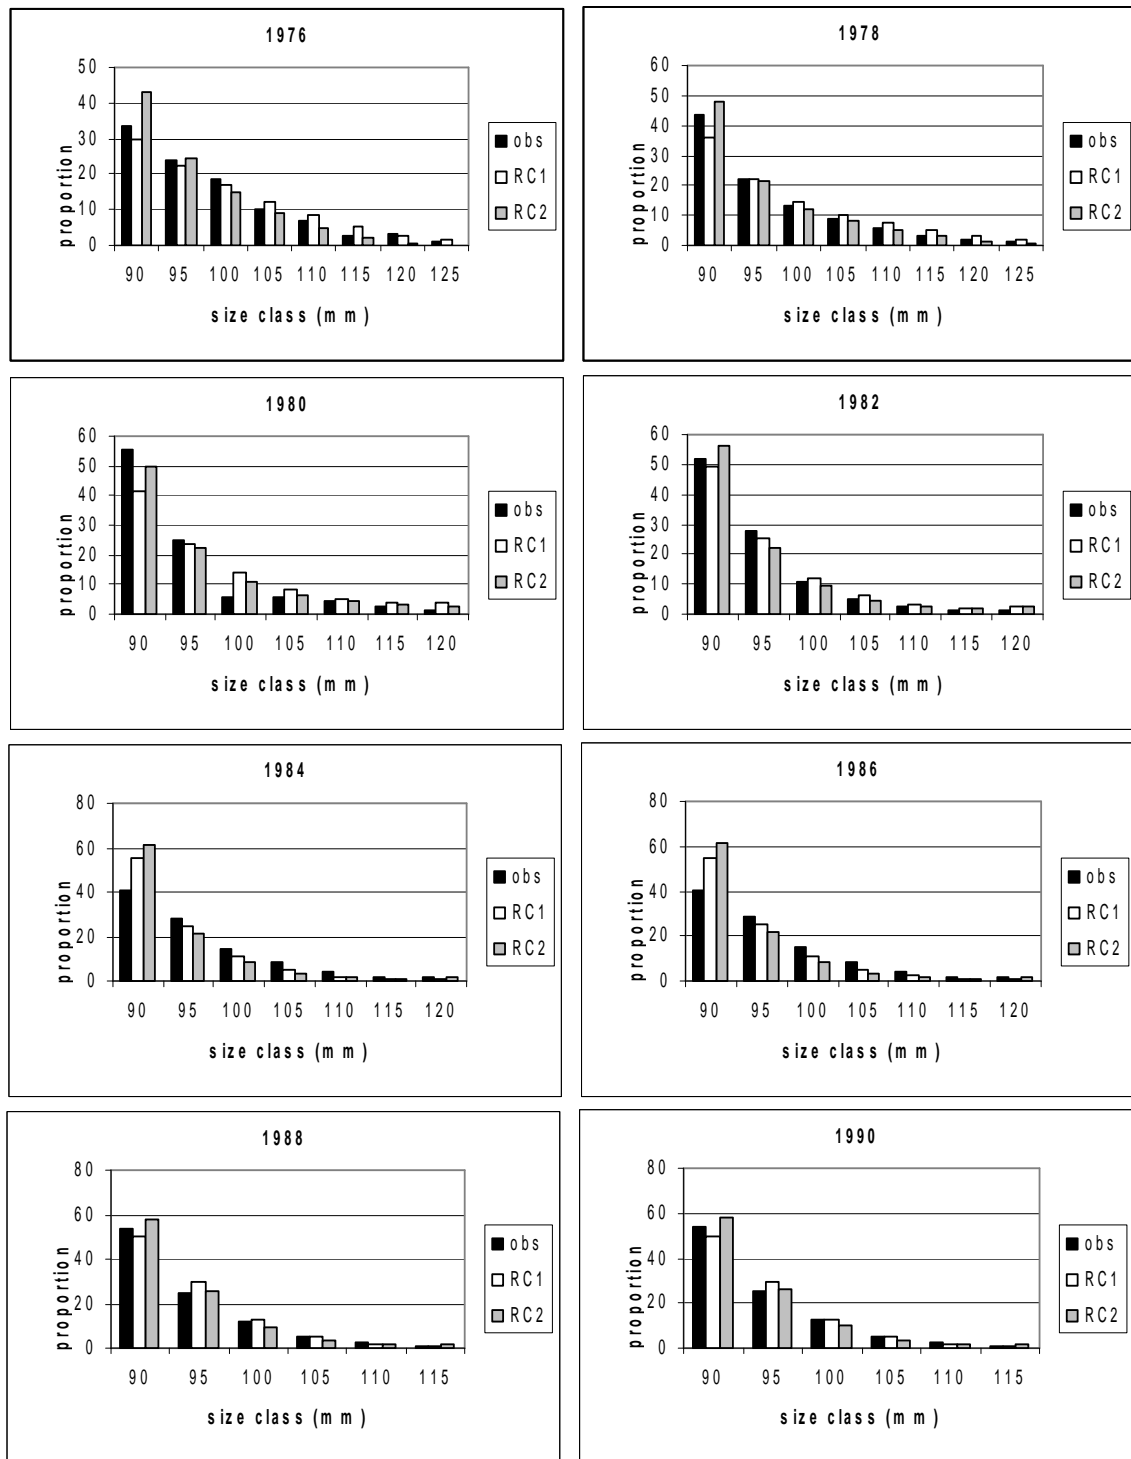 1976
50
40
30
20
10
0
proportion
90 95 100 105 110 115 120 125
size class (mm)
obs
RC1
RC2
1978
60
50
40
30
20
10
0
proportion
90 95 100 105 110 115 120 125
size class (mm)
obs
RC1
RC2
1980
60
50
40
30
20
10
0
proportion
90 95 100 105 110 115 120
size class (mm)
obs
RC1
RC2
1982
60
50
40
30
20
10
0
proportion
90 95 100 105 110 115 120
size class (mm)
obs
RC1
RC2
1984
80
60
40
20
0
proportion
90 95 100 105 110 115 120
size class (mm)
obs
RC1
RC2
1986
80
60
40
20
0
proportion
90 95 100 105 110 115 120
size class (mm)
obs
RC1
RC2
1988
80
60
40
20
0
proportion
90 95 100 105 110 115
size class (mm)
obs
RC1
RC2
1990
80
60
40
20
0
proportion
90 95 100 105 110 115
size class (mm)
obs
RC1
RC2